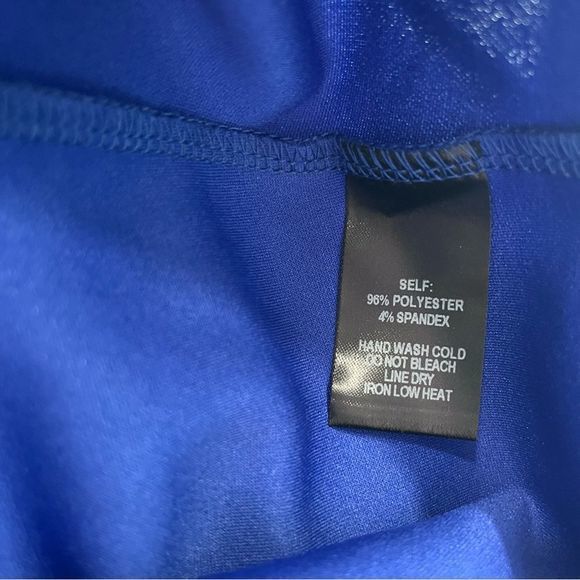 SELF:
96% POLYESTER
4% SPANDEX
HAND WASH COLD
DO NOT BLEACH
LINE DRY
IRON LOW HEAT